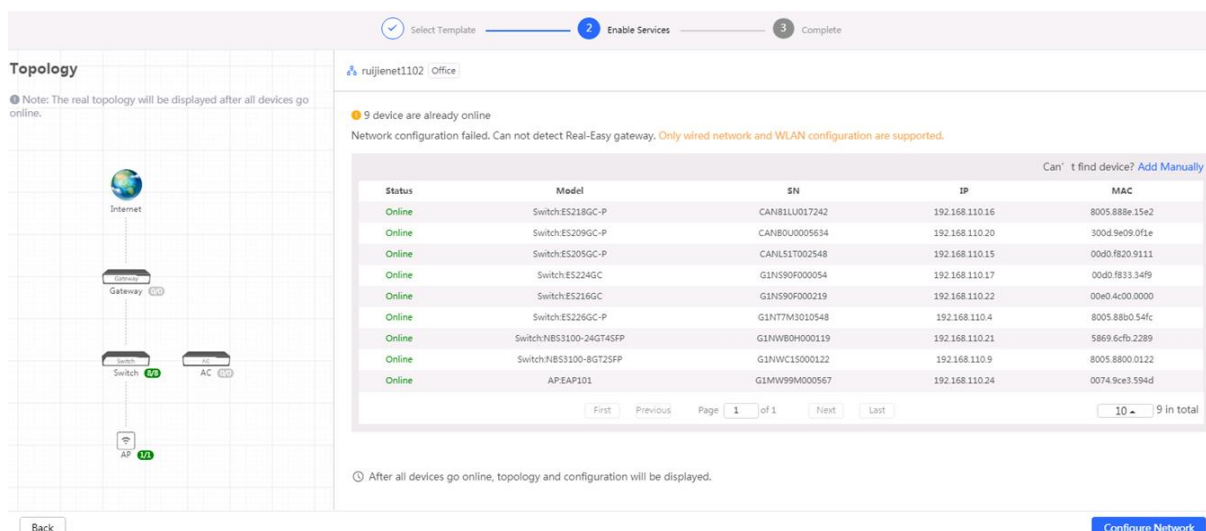 Select Template
2
Enable Services
3
Complete
Topology
Note: The real topology will be displayed after all devices go
online.
Internet
Gateway
Gateway 0/0
Switch
Switch 8/8
AC
AC 0/0
AP 1/1
ruijienet1102 Office
9 device are already online
Network configuration failed. Can not detect Real-Easy gateway. Only wired network and WLAN configuration are supported.
Can't find device? Add Manually
Status Model SN IP MAC
Online Switch:ES218GC-P CAN81LU017242 192.168.110.16 8005.888e.15e2
Online Switch:ES209GC-P CANB0U0005634 192.168.110.20 300d.9e09.0f1e
Online Switch:ES205GC-P CANL51T002548 192.168.110.15 00d0.f820.9111
Online Switch:ES224GC G1NS90F000054 192.168.110.17 00d0.f833.34f9
Online Switch:ES216GC G1NS90F000219 192.168.110.22 00e0.4c00.0000
Online Switch:ES226GC-P G1NT7M3010548 192.168.110.4 8005.88b0.54fc
Online Switch:NBS3100-24GT4SFP G1NWB0H000119 192.168.110.21 5869.6cfb.2289
Online Switch:NBS3100-8GT2SFP G1NWC1S000122 192.168.110.9 8005.8800.0122
Online AP:EAP101 G1MW99M000567 192.168.110.24 0074.9ce3.594d
First Previous Page 1 of 1 Next Last 10 9 in total
After all devices go online, topology and configuration will be displayed.
Back
Configure Network